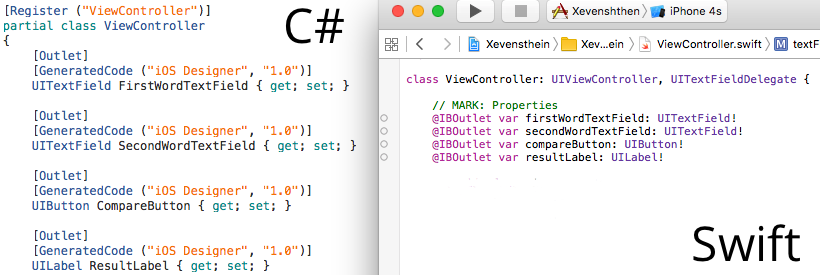 [Register ("ViewController")]
partial class ViewController
{
[Outlet]
[GeneratedCode ("iOS Designer", "1.0")]
UITextField FirstWordTextField { get; set; }
[Outlet]
[GeneratedCode ("iOS Designer", "1.0")]
UITextField SecondWordTextField { get; set; }
[Outlet]
[GeneratedCode ("iOS Designer", "1.0")]
UIButton CompareButton { get; set; }
[Outlet]
[GeneratedCode ("iOS Designer", "1.0")]
UILabel ResultLabel { get; set; }
C#
Xevenshthen iPhone 4s
Xevensthein Xev...ein ViewController.swift M textF
class ViewController: UIViewController, UITextFieldDelegate {
// MARK: Properties
@IBOutlet var firstWordTextField: UITextField!
@IBOutlet var secondWordTextField: UITextField!
@IBOutlet var compareButton: UIButton!
@IBOutlet var resultLabel: UILabel!
Swift